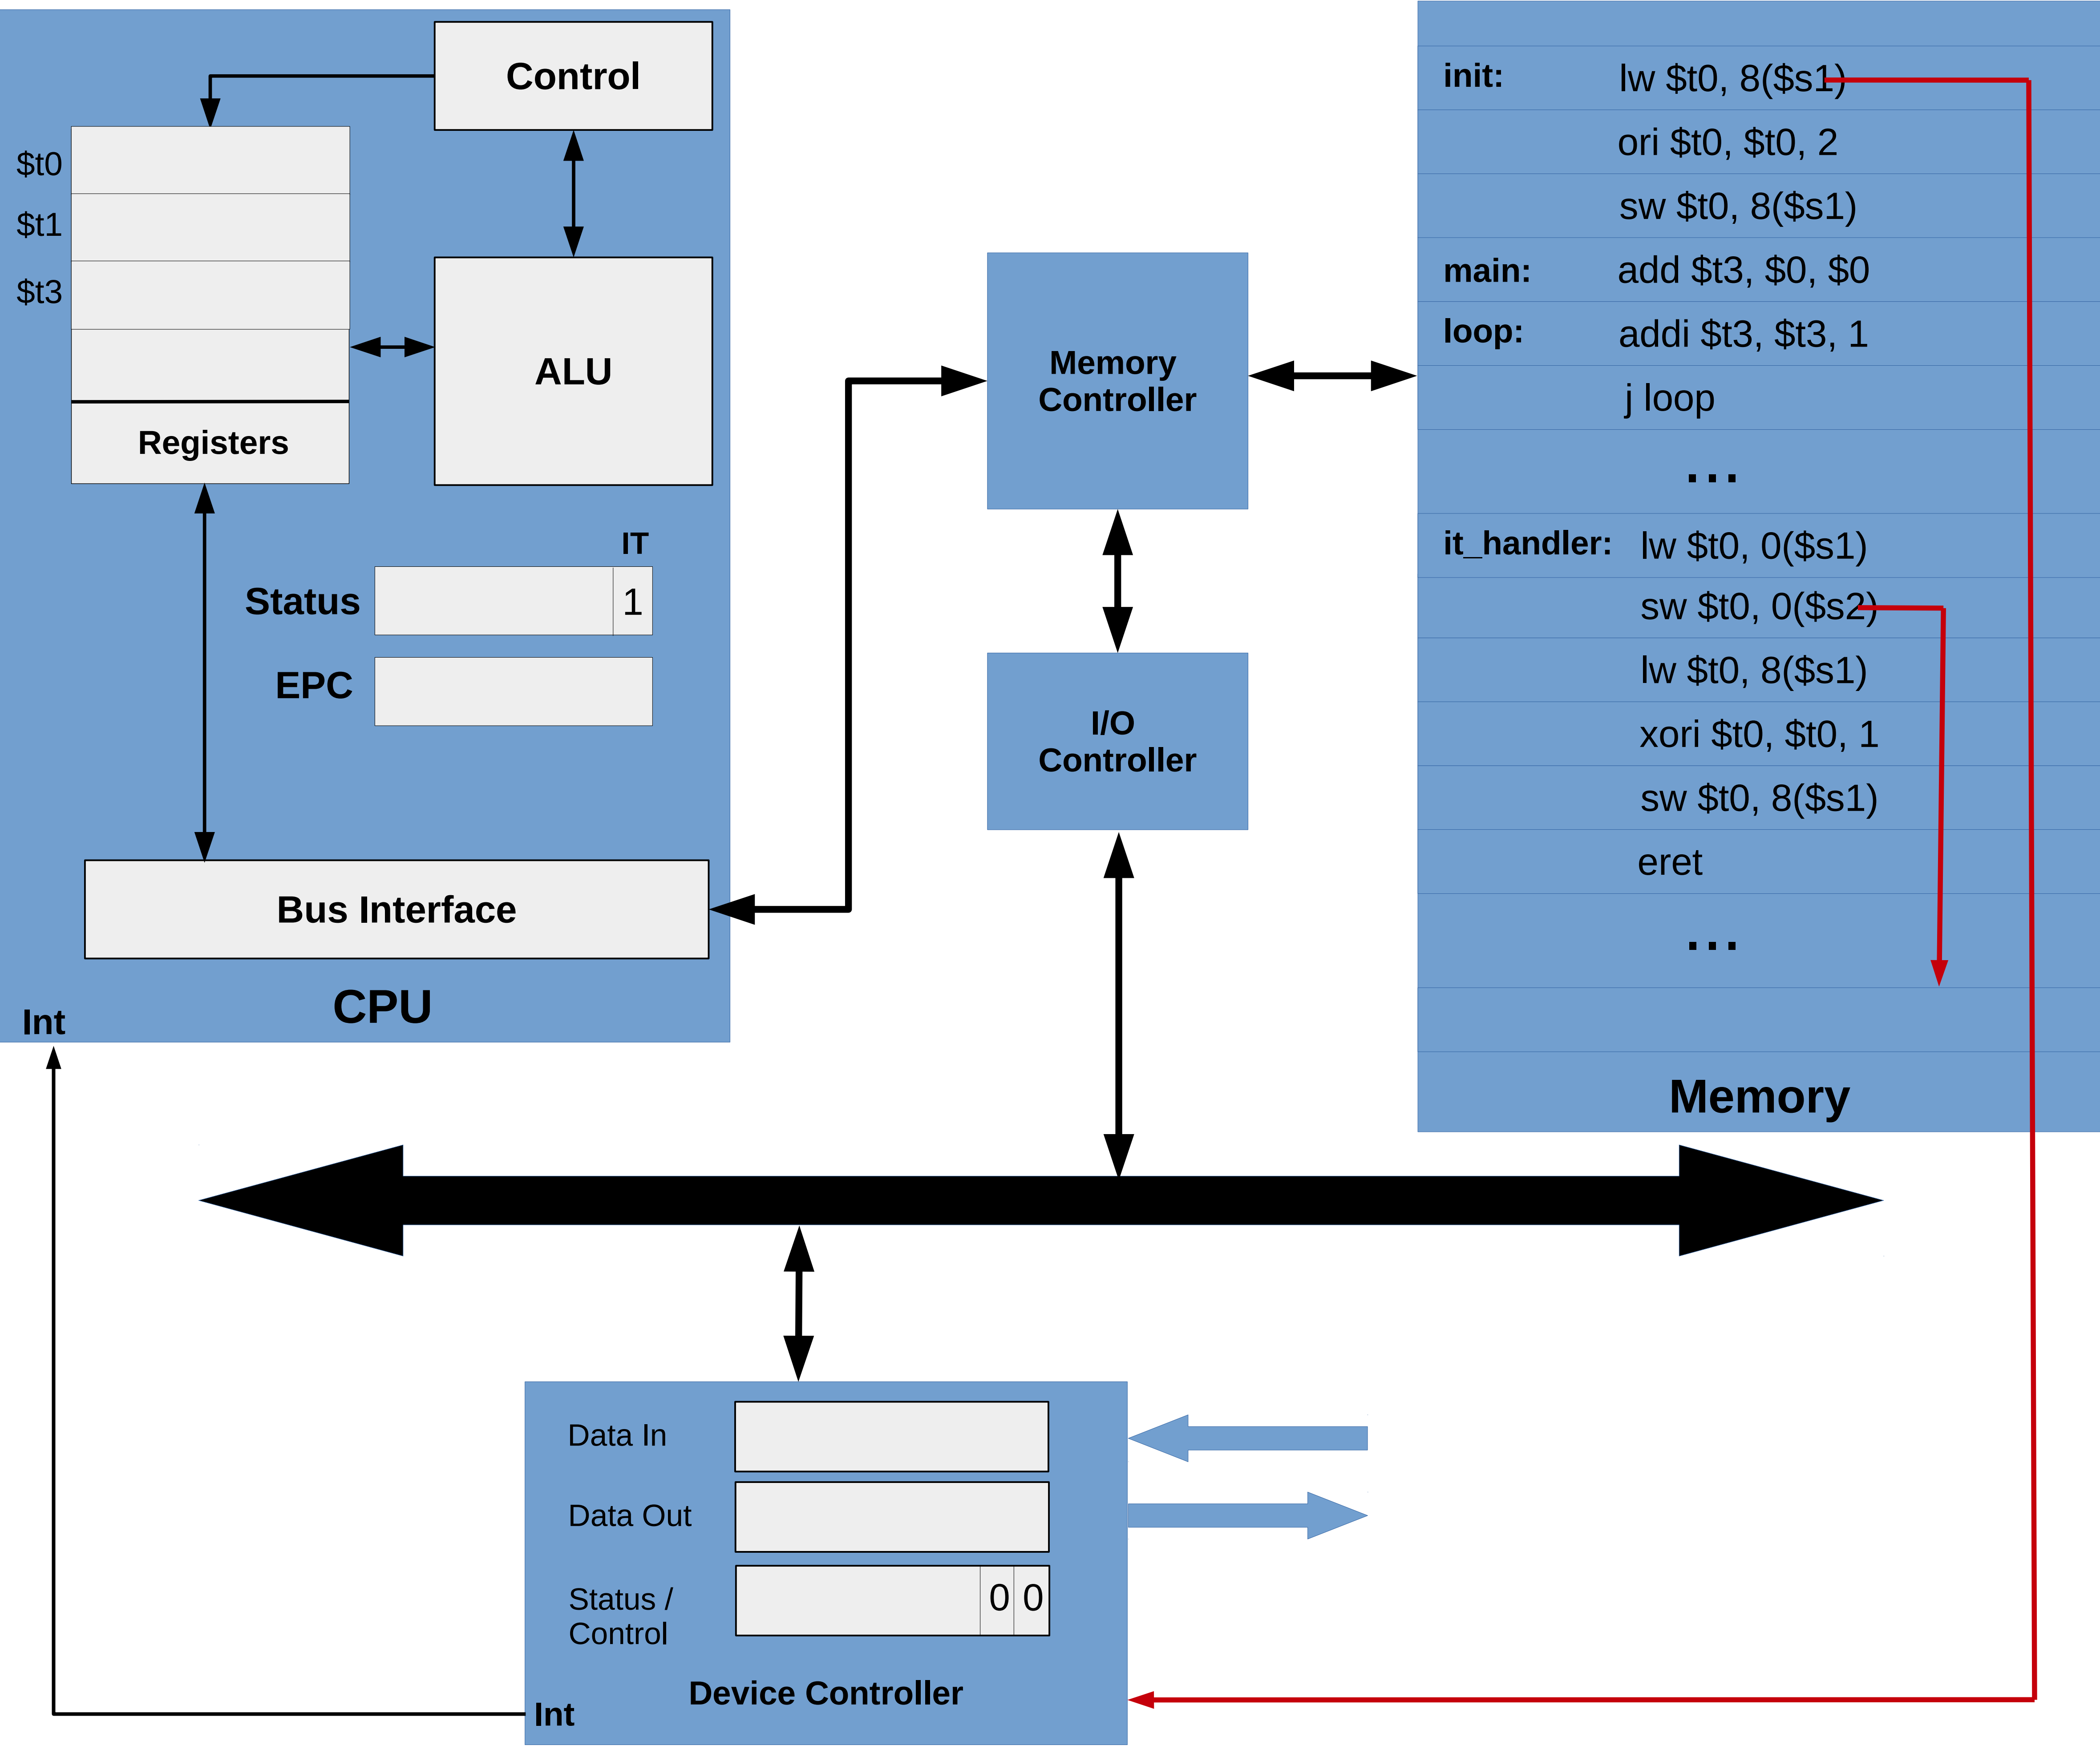 Control
$t0
$t1
$t3
Registers
ALU
IT
Status 1
EPC
Bus Interface
CPU
Int
Memory
Controller
I/O
Controller
init: lw $t0, 8($s1)
ori $t0, $t0, 2
sw $t0, 8($s1)
main: add $t3, $0, $0
loop: addi $t3, $t3, 1
j loop
...
it_handler: lw $t0, 0($s1)
sw $t0, 0($s2)
lw $t0, 8($s1)
xori $t0, $t0, 1
sw $t0, 8($s1)
eret
...
Memory
Data In
Data Out
Status /
Control
0 0
Device Controller
Int